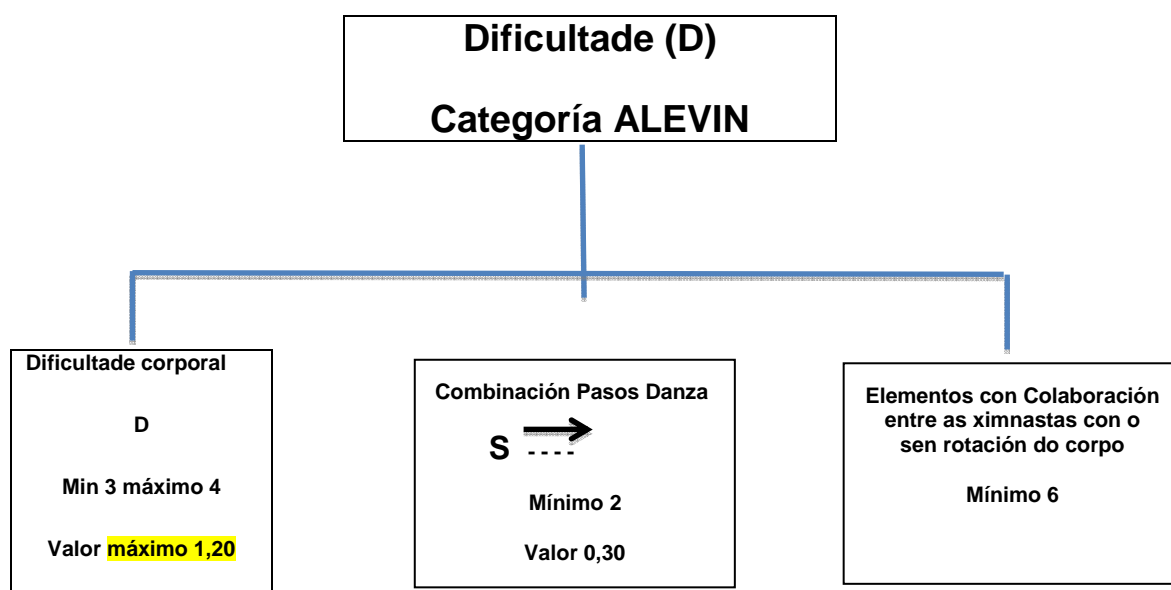 Dificultade (D)
Categoría ALEVIN
Dificultade corporal
D
Min 3 máximo 4
Valor máximo 1,20
Combinación Pasos Danza
S
Mínimo 2
Valor 0,30
Elementos con Colaboración
entre as ximnastas con o
sen rotación do corpo
Mínimo 6